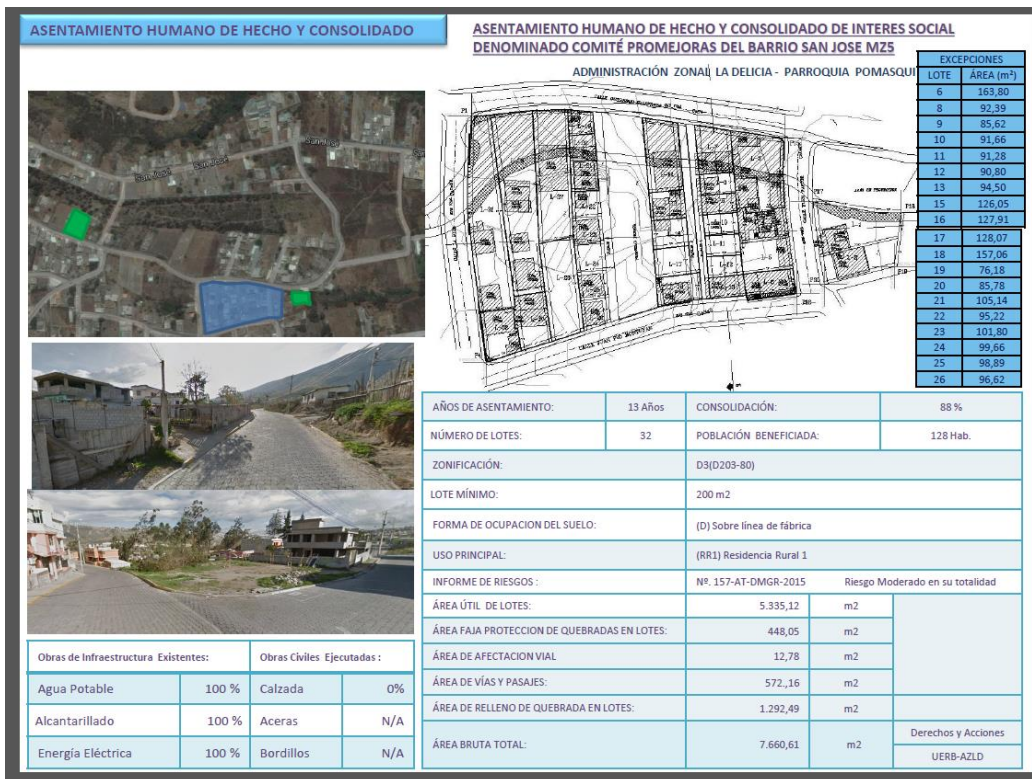 ASENTAMIENTO HUMANO DE HECHO Y CONSOLIDADO
ASENTAMIENTO HUMANO DE HECHO Y CONSOLIDADO DE INTERES SOCIAL
DENOMINADO COMITÉ PROMEJORAS DEL BARRIO SAN JOSE MZ5
ADMINISTRACIÓN ZONAL LA DELICIA - PARROQUIA POMASQUI
EXCEPCIONES
LOTE ÁREA (m²)
6 163,80
8 92,39
9 85,62
10 91,66
11 91,28
12 90,80
13 94,50
15 126,05
16 127,91
17 128,07
18 157,06
19 76,18
20 85,78
21 105,14
22 95,22
23 101,80
24 99,66
25 98,89
26 96,62
San José
San José
San José
AÑOS DE ASENTAMIENTO: 13 Años CONSOLIDACIÓN: 88 %
NÚMERO DE LOTES: 32 POBLACIÓN BENEFICIADA: 128 Hab.
ZONIFICACIÓN: D3(D203-80)
LOTE MÍNIMO: 200 m2
FORMA DE OCUPACION DEL SUELO: (D) Sobre línea de fábrica
USO PRINCIPAL: (RR1) Residencia Rural 1
INFORME DE RIESGOS : Nº. 157-AT-DMGR-2015 Riesgo Moderado en su totalidad
ÁREA ÚTIL DE LOTES: 5.335,12 m2
ÁREA FAJA PROTECCION DE QUEBRADAS EN LOTES: 448,05 m2
ÁREA DE AFECTACION VIAL 12,78 m2
ÁREA DE VÍAS Y PASAJES: 572.,16 m2
ÁREA DE RELLENO DE QUEBRADA EN LOTES: 1.292,49 m2
ÁREA BRUTA TOTAL: 7.660,61 m2
Derechos y Acciones
UERB-AZLD
Obras de Infraestructura Existentes: Obras Civiles Ejecutadas :
Agua Potable 100 % Calzada 0%
Alcantarillado 100 % Aceras N/A
Energía Eléctrica 100 % Bordillos N/A